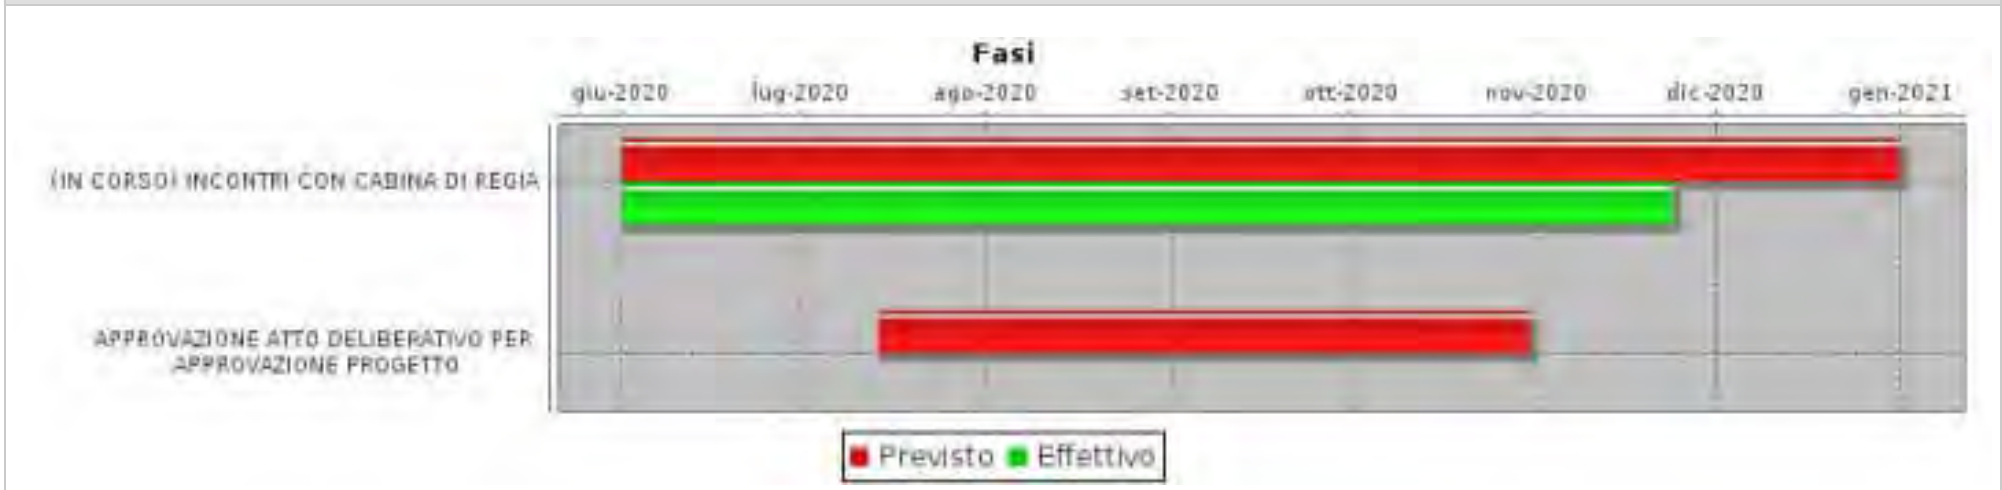 Fasi
giu-2020 lug-2020 ago-2020 set-2020 ott-2020 nov-2020 dic-2020 gen-2021
(IN CORSO) INCONTRI CON CABINA DI REGIA
APPROVAZIONE ATTO DELIBERATIVO PER
APPROVAZIONE PROGETTO
Previsto Effettivo